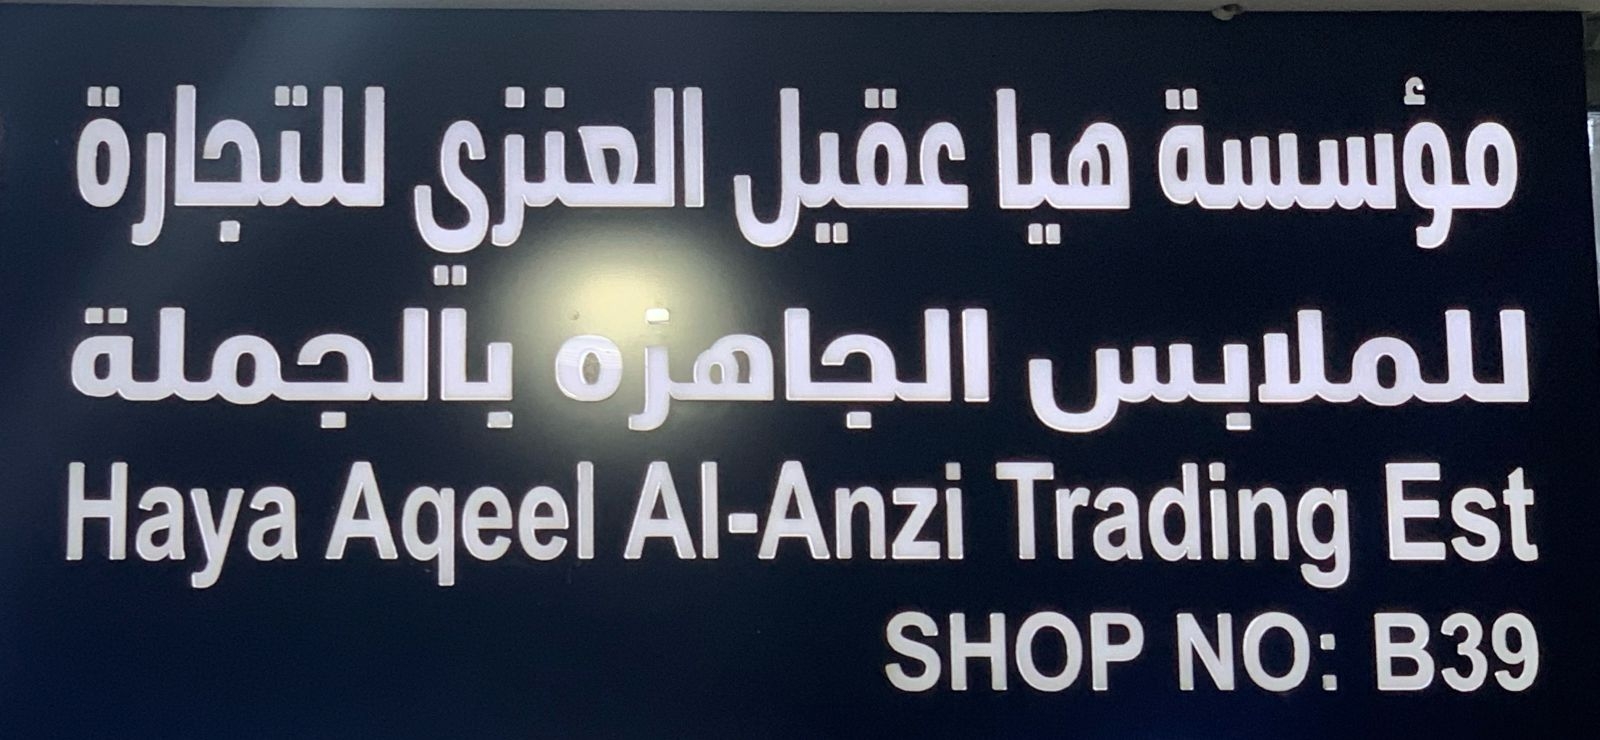 مؤسسة هيا عقيل العنزي للتجارة
للملابس الجاهزه بالجملة
Haya Aqeel Al-Anzi Trading Est
SHOP NO: B39